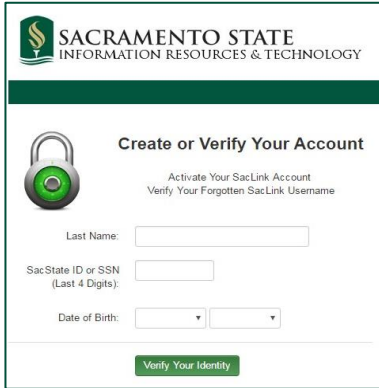 SACRAMENTO STATE
INFORMATION RESOURCES & TECHNOLOGY
Create or Verify Your Account
Activate Your SacLink Account
Verify Your Forgotten SacLink Username
Last Name:
SacState ID or SSN
(Last 4 Digits):
Date of Birth:
Verify Your Identity